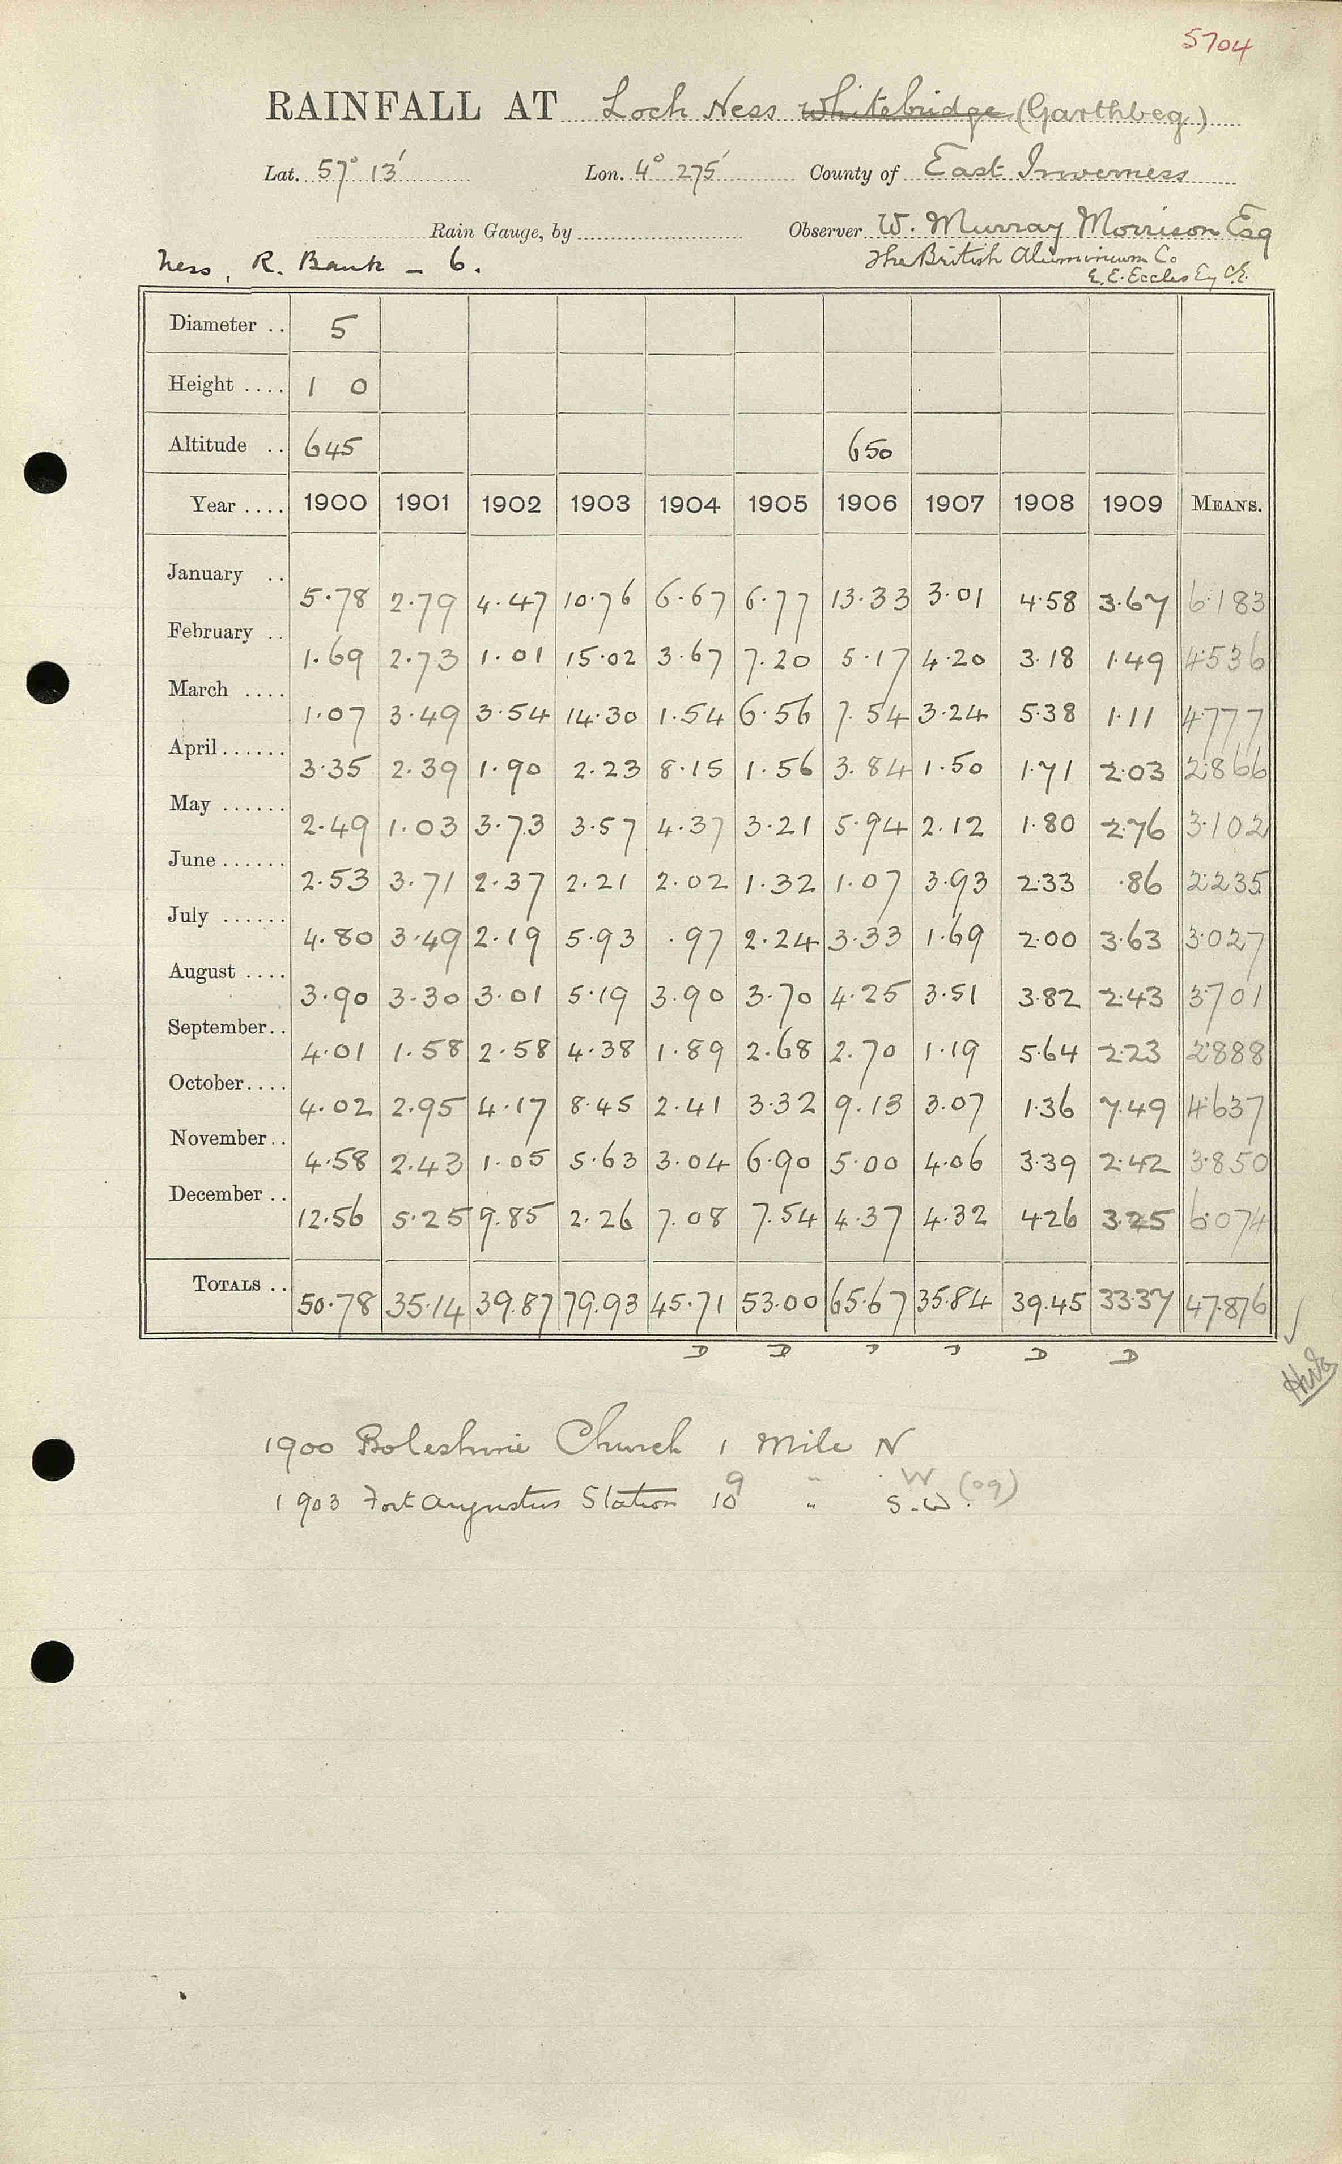 5704
RAINFALL AT Loch Ness Whitebridge (Garthbeg)
Lat. 57° 13' Lon. 4° 275' County of East Inverness
Rain Gauge, by Observer W. Murray Morrison Esq
Ness, R. Bank - 6. The British Aluminium Co
E. E. Eccles Esq C.E.
Diameter .. 5
Height .... 1 0
Altitude .. 645 650
Year .... 1900 1901 1902 1903 1904 1905 1906 1907 1908 1909 MEANS.
January .. 5.78 2.79 4.47 10.76 6.67 6.77 13.33 3.01 4.58 3.67 6.183
February .. 1.69 2.73 1.01 15.02 3.67 7.20 5.17 4.20 3.18 1.49 4.536
March .... 1.07 3.49 3.54 14.30 1.54 6.56 7.54 3.24 5.38 1.11 4.777
April ...... 3.35 2.39 1.90 2.23 8.15 1.56 3.84 1.50 1.71 2.03 2.866
May ...... 2.49 1.03 3.73 3.57 4.37 3.21 5.94 2.12 1.80 2.76 3.102
June ...... 2.53 3.71 2.37 2.21 2.02 1.32 1.07 3.93 2.33 .86 2.235
July ...... 4.80 3.49 2.19 5.93 .97 2.24 3.33 1.69 2.00 3.63 3.027
August .... 3.90 3.30 3.01 5.19 3.90 3.70 4.25 3.51 3.82 2.43 3.701
September .. 4.01 1.58 2.58 4.38 1.89 2.68 2.70 1.19 5.64 2.23 2.888
October .... 4.02 2.95 4.17 8.45 2.41 3.32 9.13 3.07 1.36 7.49 4.637
November .. 4.58 2.43 1.05 5.63 3.04 6.90 5.00 4.06 3.39 2.42 3.850
December .. 12.56 5.25 9.85 2.26 7.08 7.54 4.37 4.32 4.26 3.25 6.074
TOTALS .. 50.78 35.14 39.87 79.93 45.71 53.00 65.67 35.84 39.45 33.37 47.876
D D D D D D
1900 Boleskine Church 1 Mile N
9 W (09)
1903 Fort Augustus Station 10 " S.W.